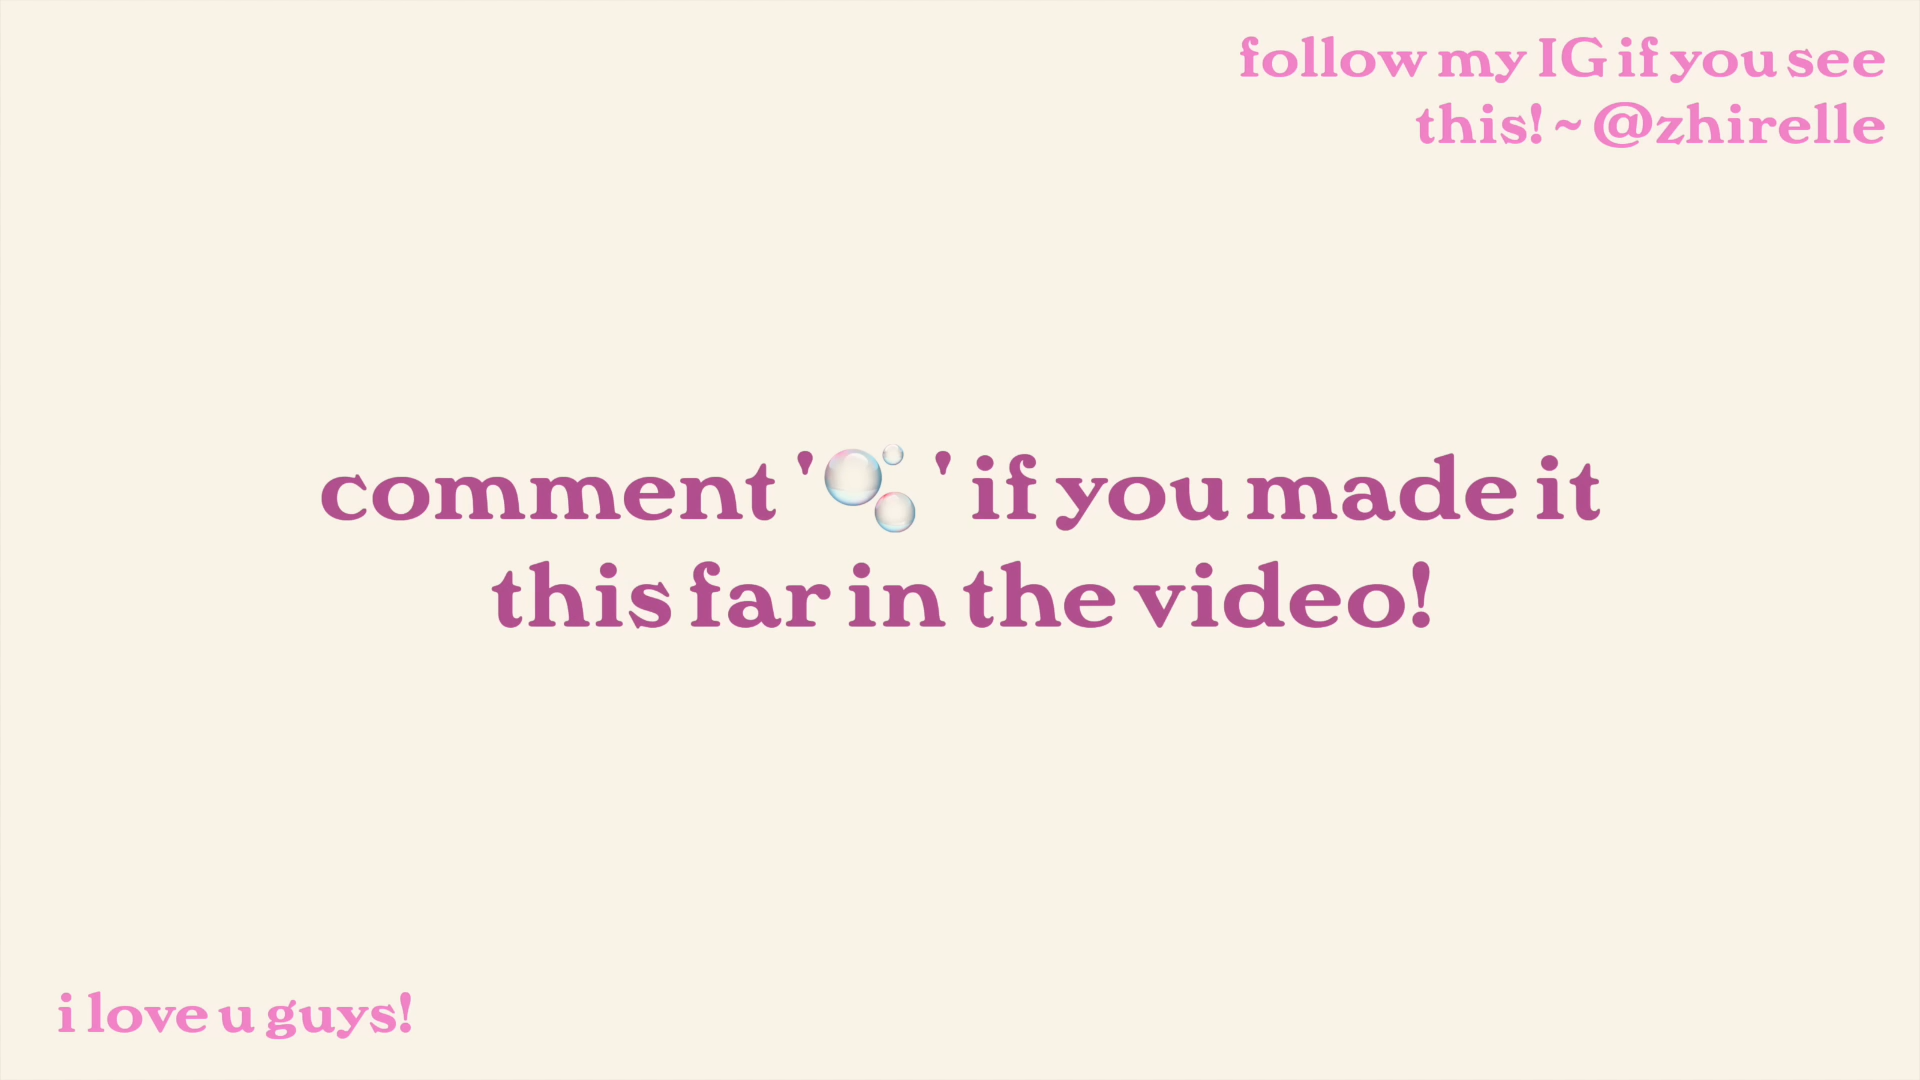 follow my IG if you see
this! ~ @zhirelle
comment '🫧 ' if you made it
this far in the video!
i love u guys!